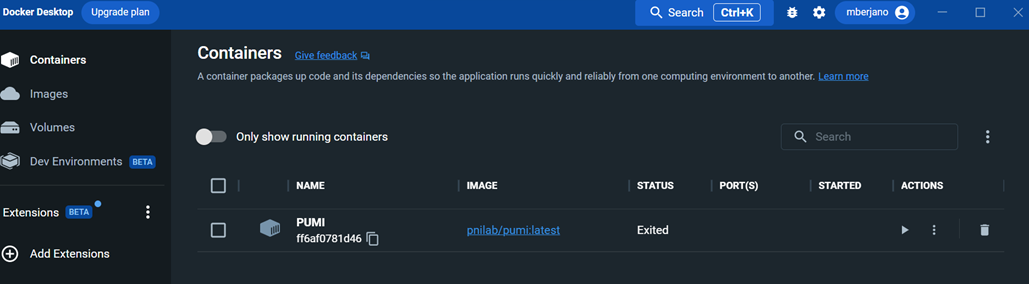 Docker Desktop Upgrade plan Search Ctrl+K mberjano
Containers
Images
Volumes
Dev Environments BETA
Extensions BETA
Add Extensions
Containers Give feedback
A container packages up code and its dependencies so the application runs quickly and reliably from one computing environment to another. Learn more
Only show running containers Search
NAME IMAGE STATUS PORT(S) STARTED ACTIONS
PUMI pnilab/pumi:latest Exited
ff6af0781d46